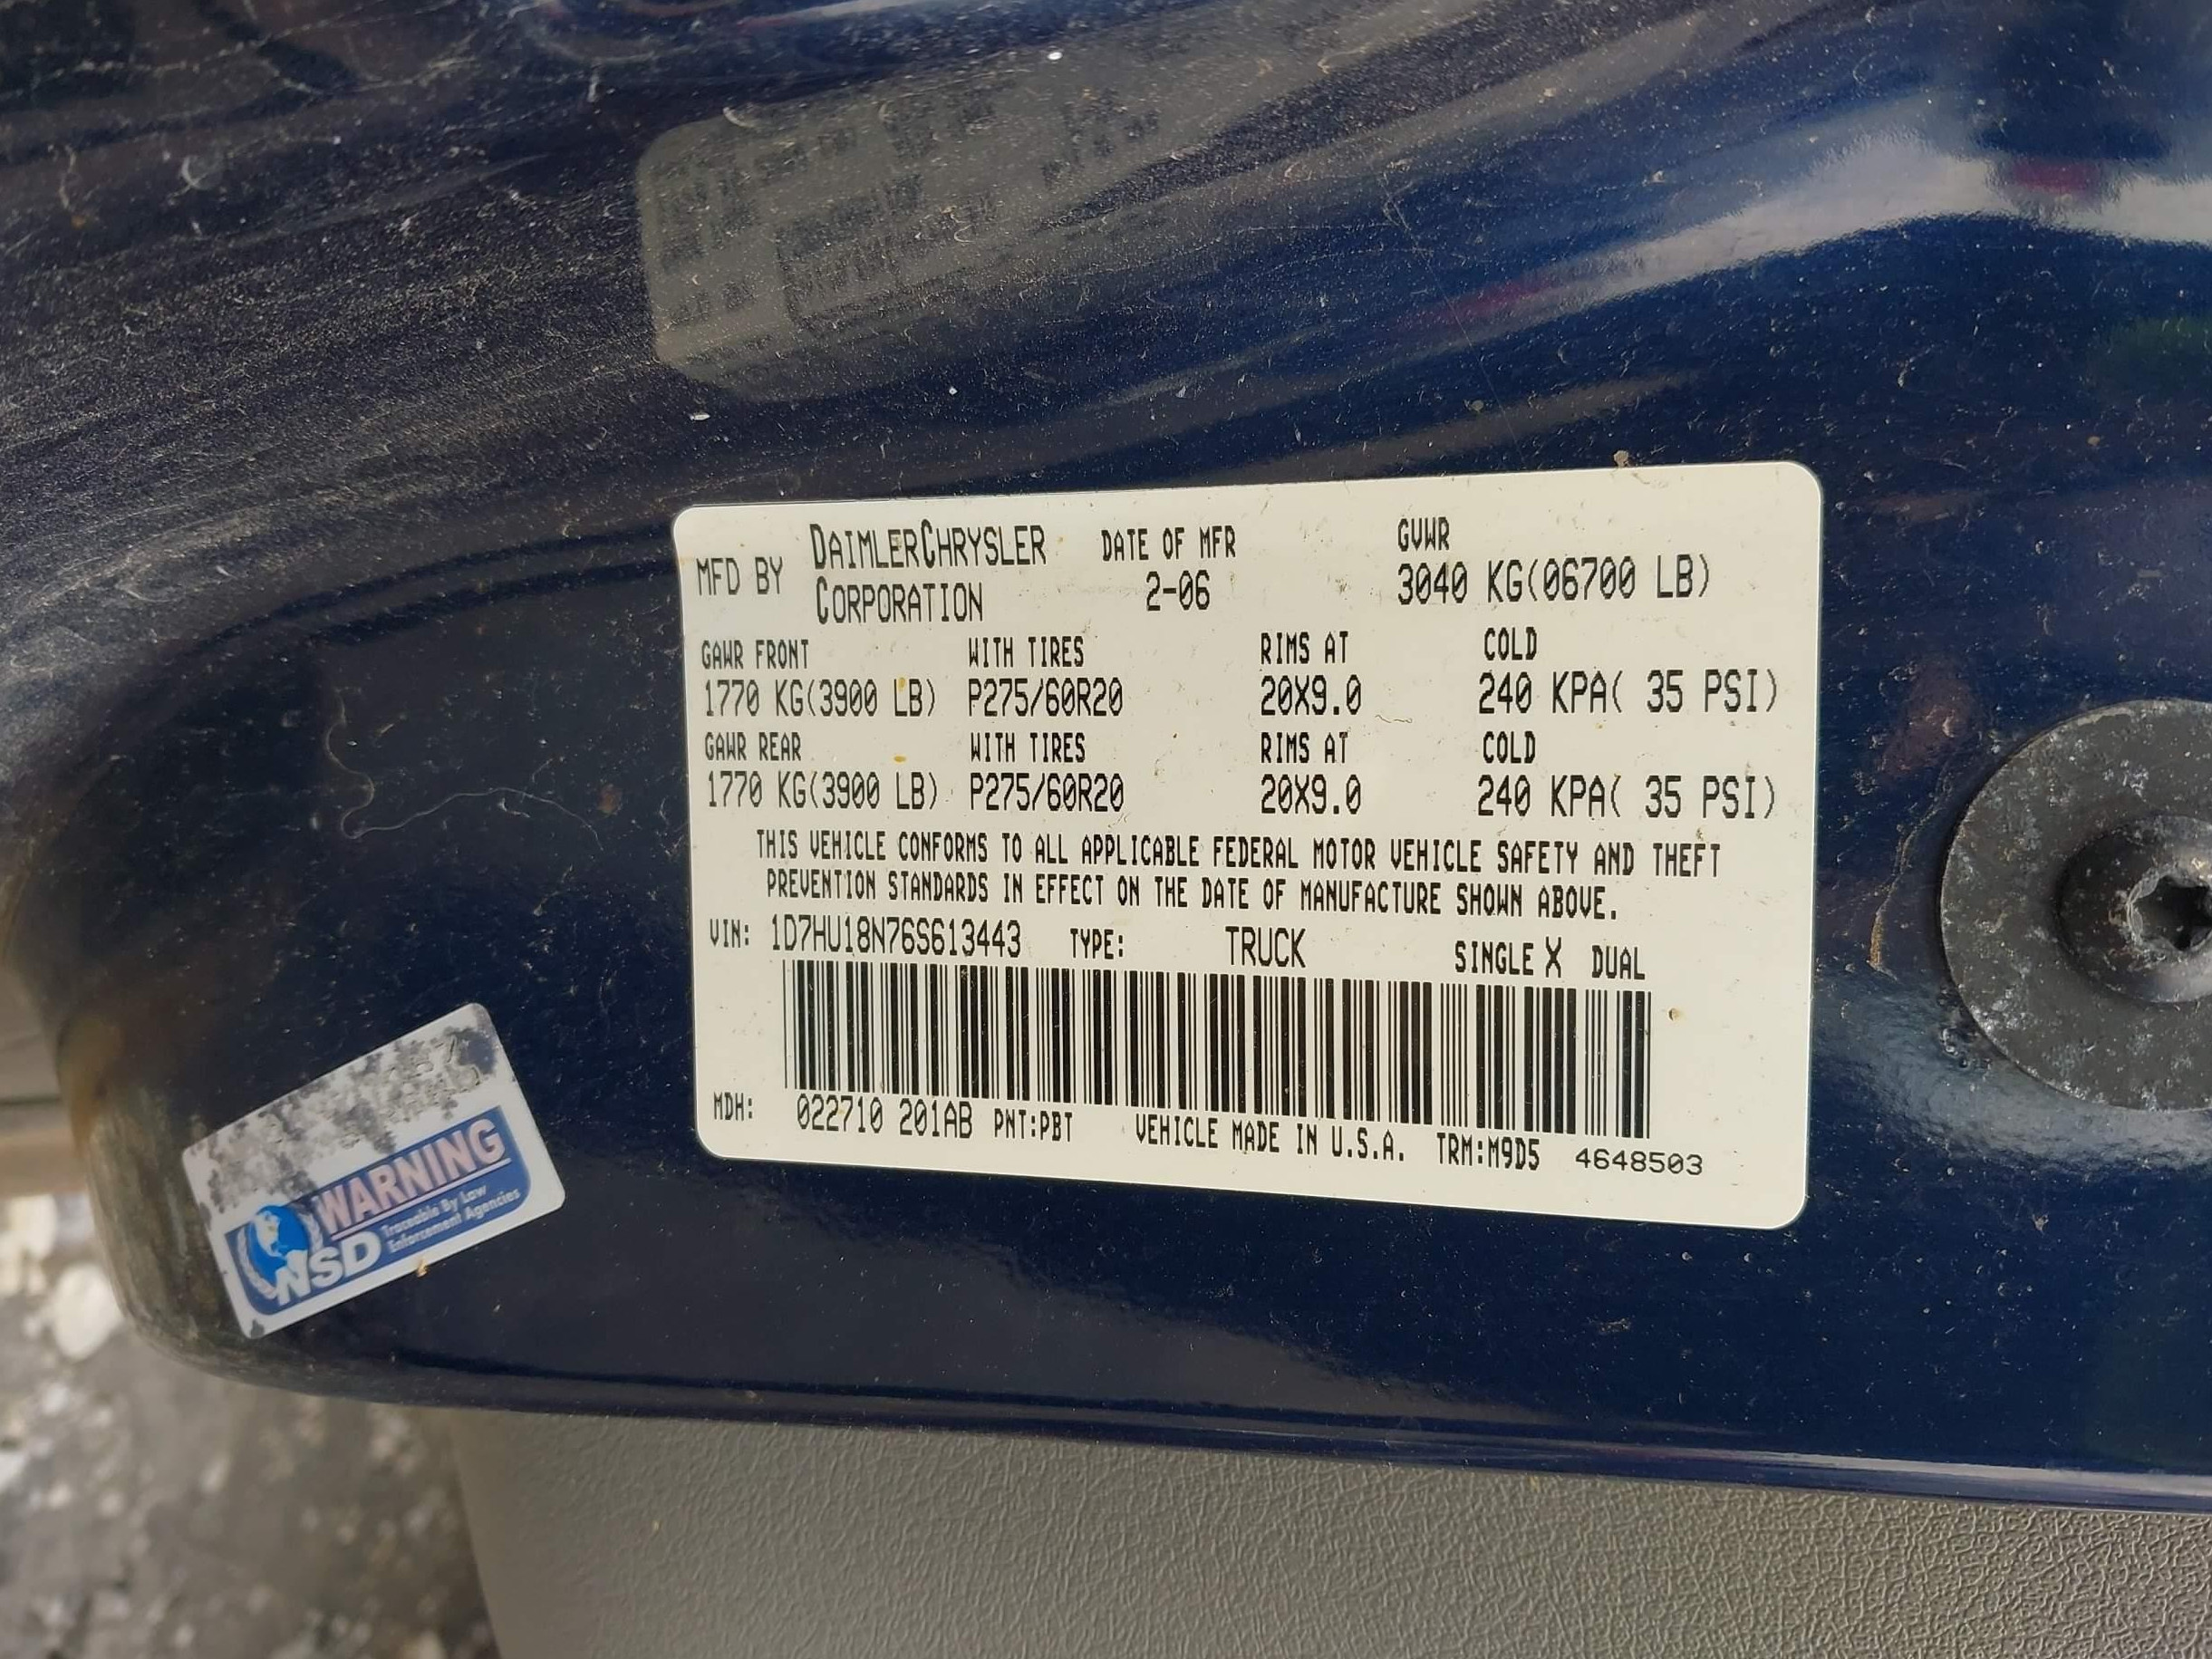 MFD BY DAIMLERCHRYSLER CORPORATION DATE OF MFR 2-06 GVWR 3040 KG(06700 LB)
GAWR FRONT WITH TIRES RIMS AT COLD
1770 KG(3900 LB) P275/60R20 20X9.0 240 KPA( 35 PSI)
GAWR REAR WITH TIRES RIMS AT COLD
1770 KG(3900 LB) P275/60R20 20X9.0 240 KPA( 35 PSI)
THIS VEHICLE CONFORMS TO ALL APPLICABLE FEDERAL MOTOR VEHICLE SAFETY AND THEFT
PREVENTION STANDARDS IN EFFECT ON THE DATE OF MANUFACTURE SHOWN ABOVE.
VIN: 1D7HU18N76S613443 TYPE: TRUCK SINGLE X DUAL
MDH: 022710 201AB PNT:PBT VEHICLE MADE IN U.S.A. TRM:M9D5 4648503
WARNING
NSD Traceable By Law
Enforcement Agencies